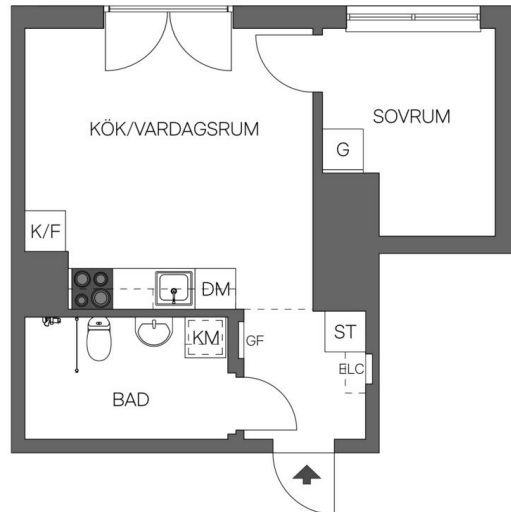 KÖK/VARDAGSRUM
SOVRUM
G
K/F
DM
KM
GF
ST
ELC
BAD